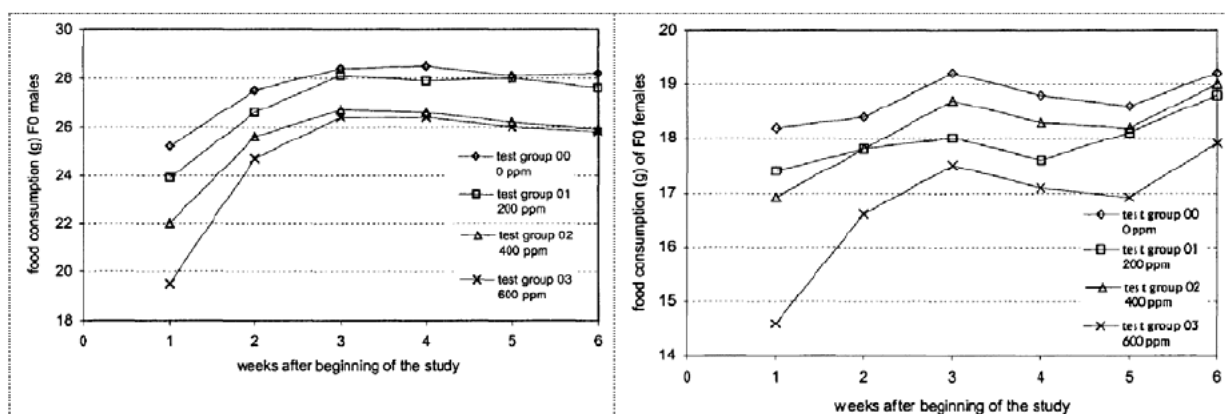 food consumption (g) F0 males
30
28
26
24
22
20
18
0 1 2 3 4 5 6
weeks after beginning of the study
test group 00
0 ppm
test group 01
200 ppm
test group 02
400 ppm
test group 03
600 ppm
food consumption (g) of F0 females
20
19
18
17
16
15
14
0 1 2 3 4 5 6
weeks after beginning of the study
test group 00
0 ppm
test group 01
200 ppm
test group 02
400 ppm
test group 03
600 ppm